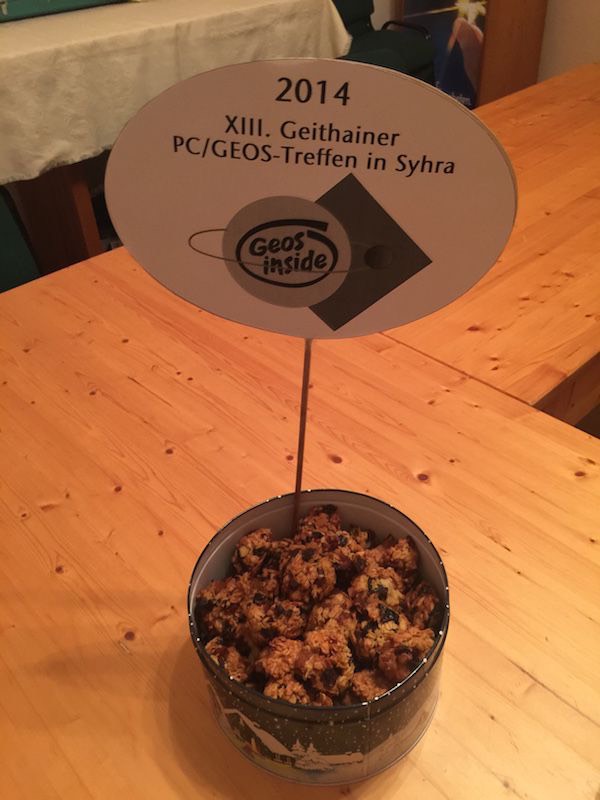 2014
XIII. Geithainer
PC/GEOS-Treffen in Syhra
Geos
inside